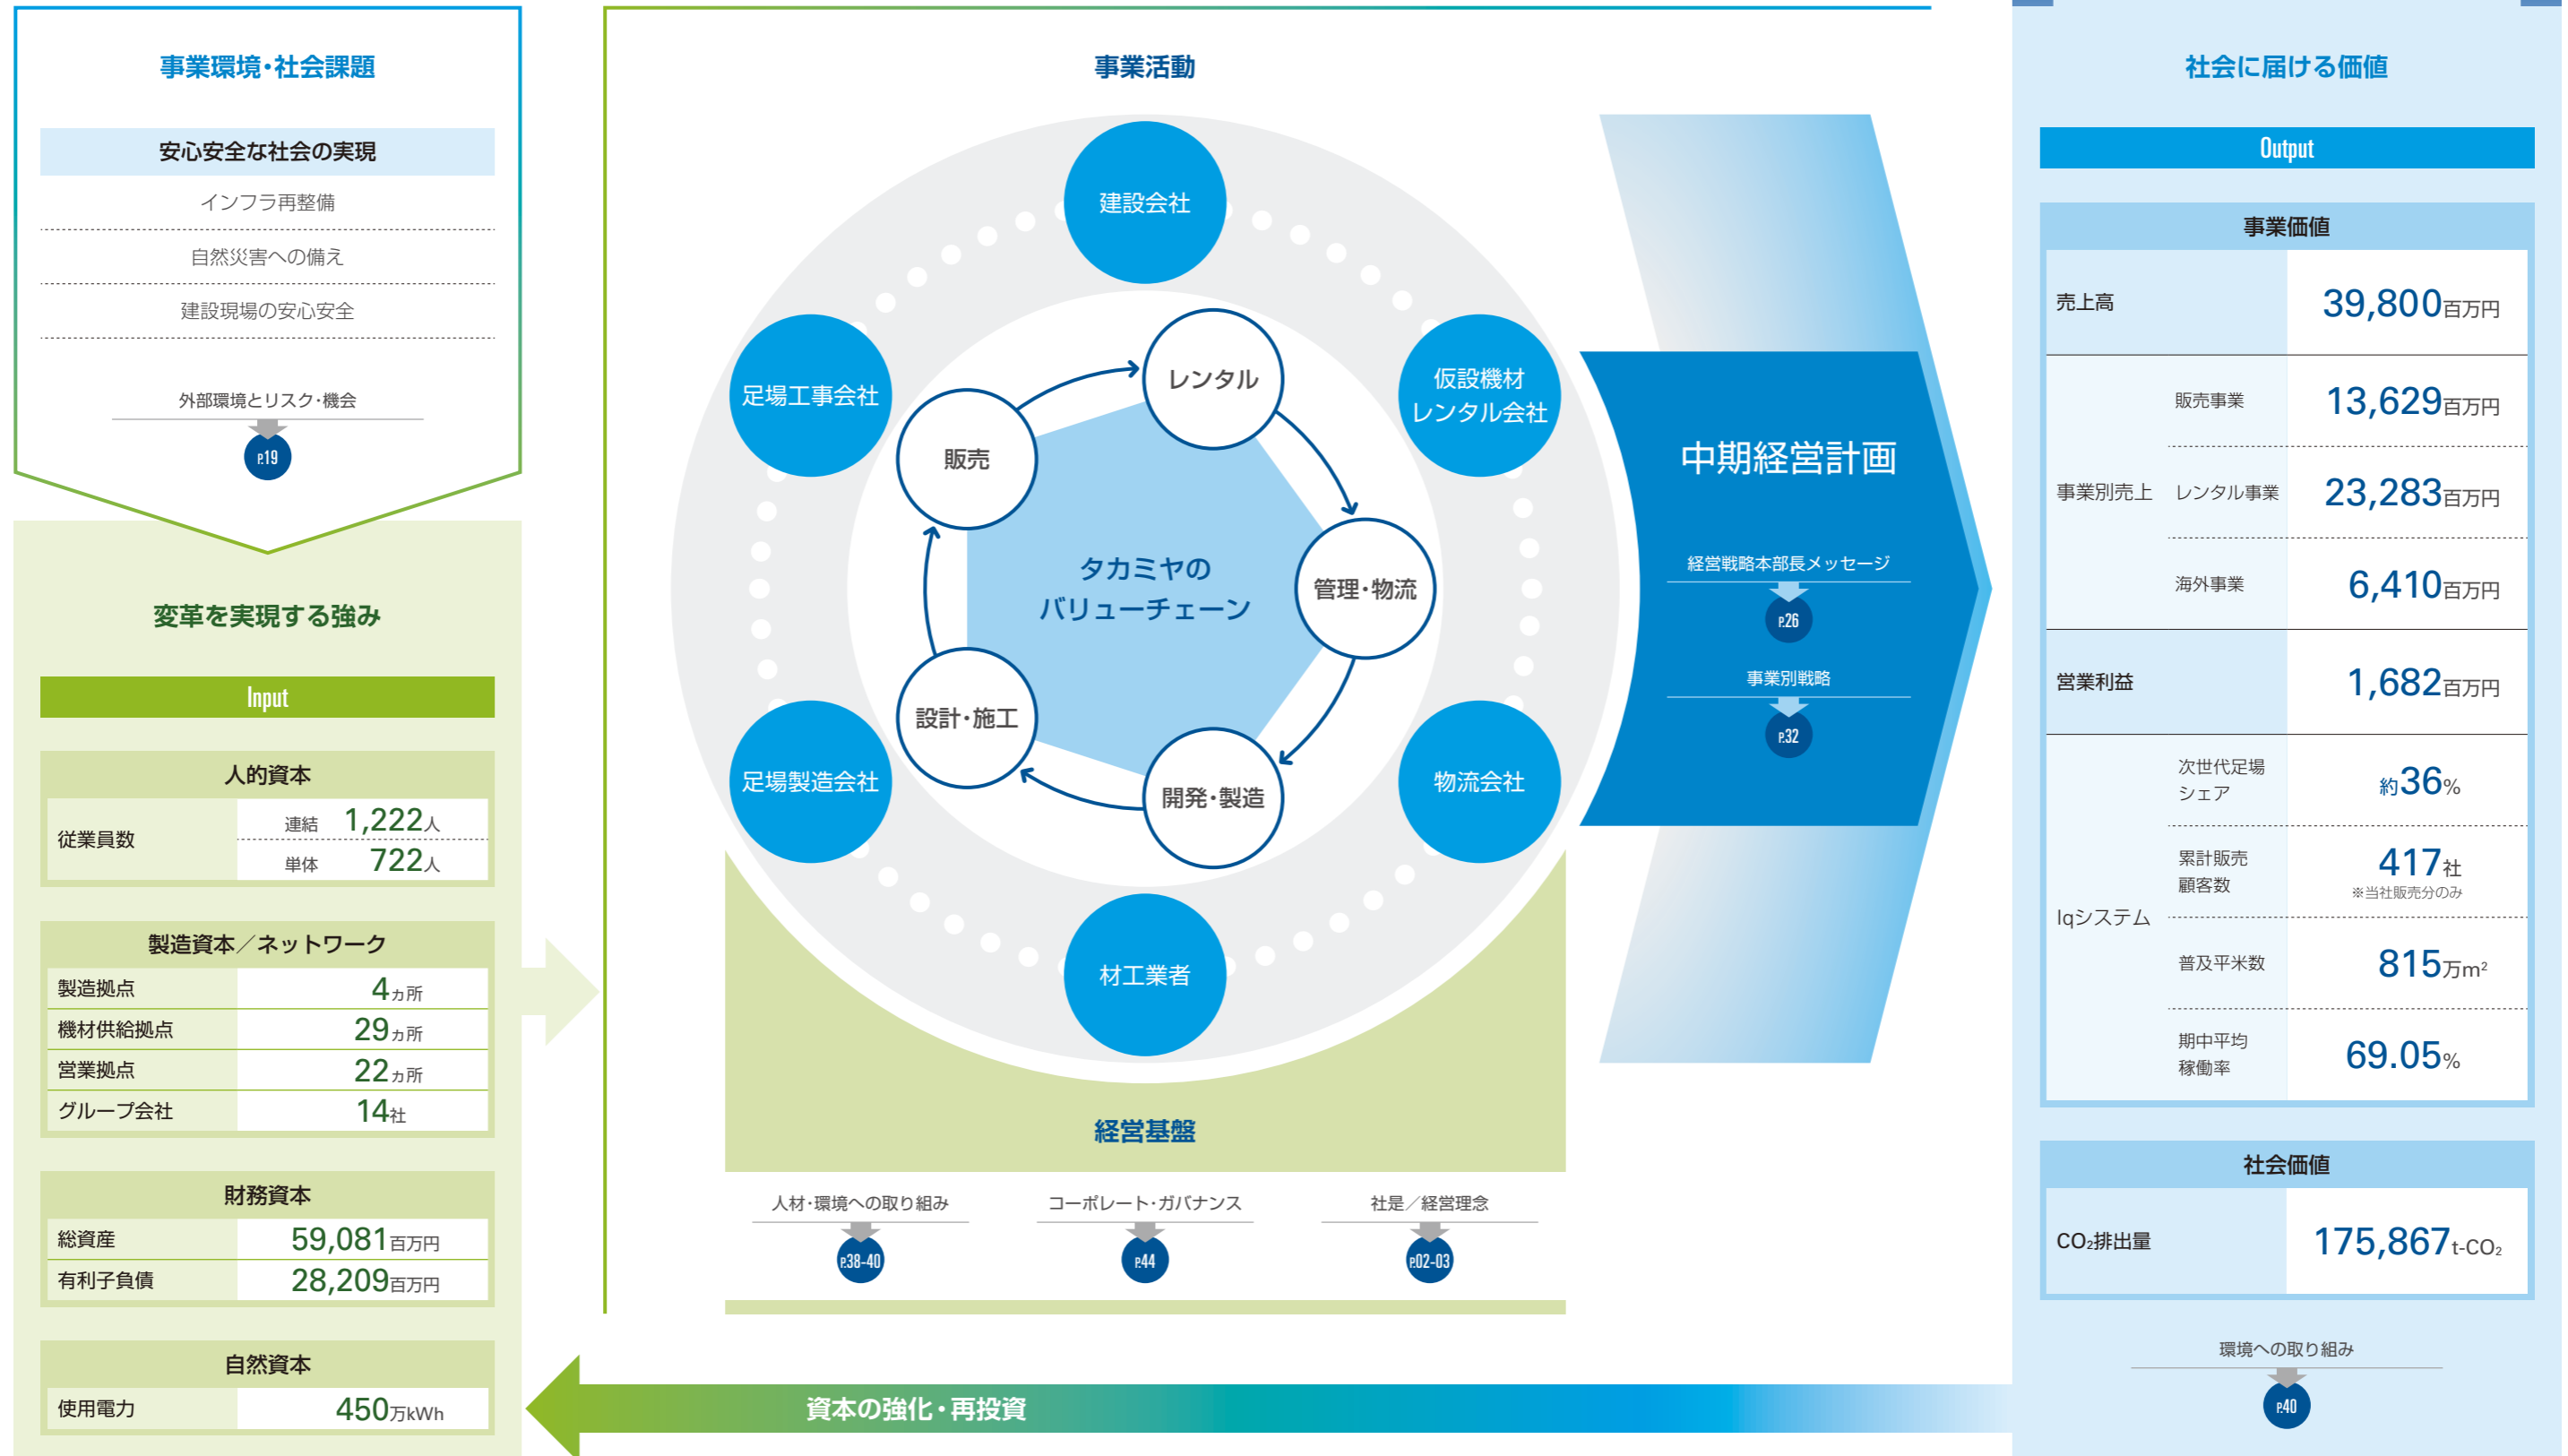 事業環境・社会課題
安心安全な社会の実現
インフラ再整備
自然災害への備え
建設現場の安心安全
外部環境とリスク・機会
P.19
変革を実現する強み
Input
人的資本
従業員数
連結 1,222人
単体 722人
製造資本／ネットワーク
製造拠点 4ヵ所
機材供給拠点 29ヵ所
営業拠点 22ヵ所
グループ会社 14社
財務資本
総資産 59,081百万円
有利子負債 28,209百万円
自然資本
使用電力 450万kWh
事業活動
建設会社
仮設機材
レンタル会社
物流会社
材工業者
足場製造会社
足場工事会社
レンタル
管理・物流
開発・製造
設計・施工
販売
タカミヤの
バリューチェーン
経営基盤
人材・環境への取り組み
P.38-40
コーポレート・ガバナンス
P.44
社是／経営理念
P.02-03
中期経営計画
経営戦略本部長メッセージ
P.26
事業別戦略
P.32
資本の強化・再投資
社会に届ける価値
Output
事業価値
売上高 39,800百万円
事業別売上
販売事業 13,629百万円
レンタル事業 23,283百万円
海外事業 6,410百万円
営業利益 1,682百万円
Iqシステム
次世代足場
シェア
約36%
累計販売
顧客数
417社
※当社販売分のみ
普及平米数 815万m²
期中平均
稼働率
69.05%
社会価値
CO₂排出量 175,867t-CO₂
環境への取り組み
P.40